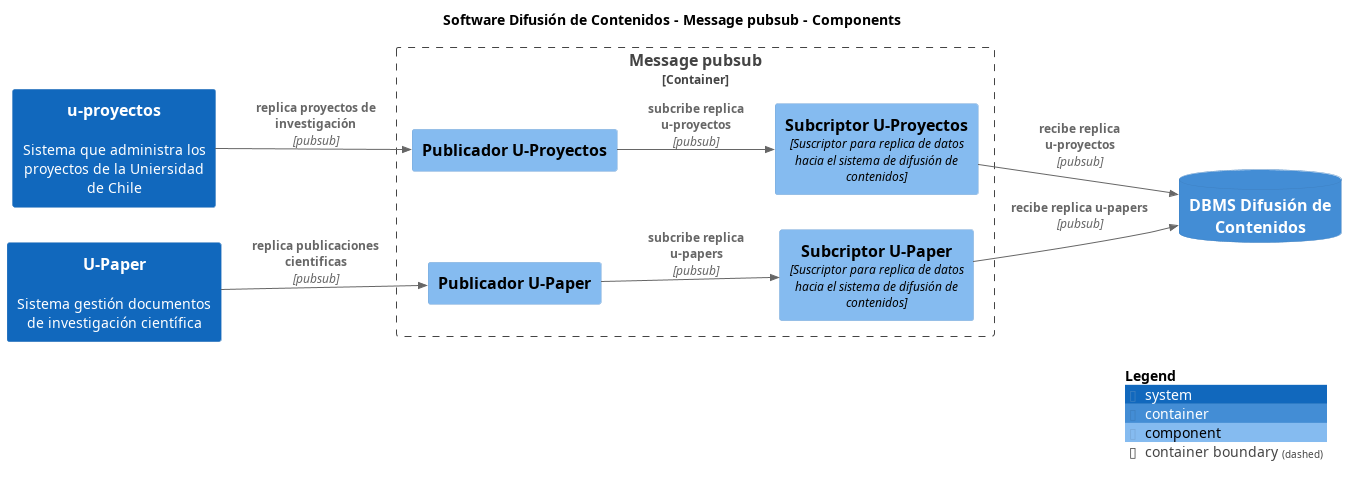 Software Difusión de Contenidos - Message pubsub - Components
Message pubsub
[Container]
u-proyectos
Sistema que administra los
proyectos de la Uniersidad
de Chile
replica proyectos de
investigación
[pubsub]
Publicador U-Proyectos
subcribe replica
u-proyectos
[pubsub]
Subcriptor U-Proyectos
[Suscriptor para replica de datos
hacia el sistema de difusión de
contenidos]
recibe replica
u-proyectos
[pubsub]
DBMS Difusión de
Contenidos
U-Paper
Sistema gestión documentos
de investigación científica
replica publicaciones
cientificas
[pubsub]
Publicador U-Paper
subcribe replica
u-papers
[pubsub]
Subcriptor U-Paper
[Suscriptor para replica de datos
hacia el sistema de difusión de
contenidos]
recibe replica u-papers
[pubsub]
Legend
system
container
component
container boundary (dashed)